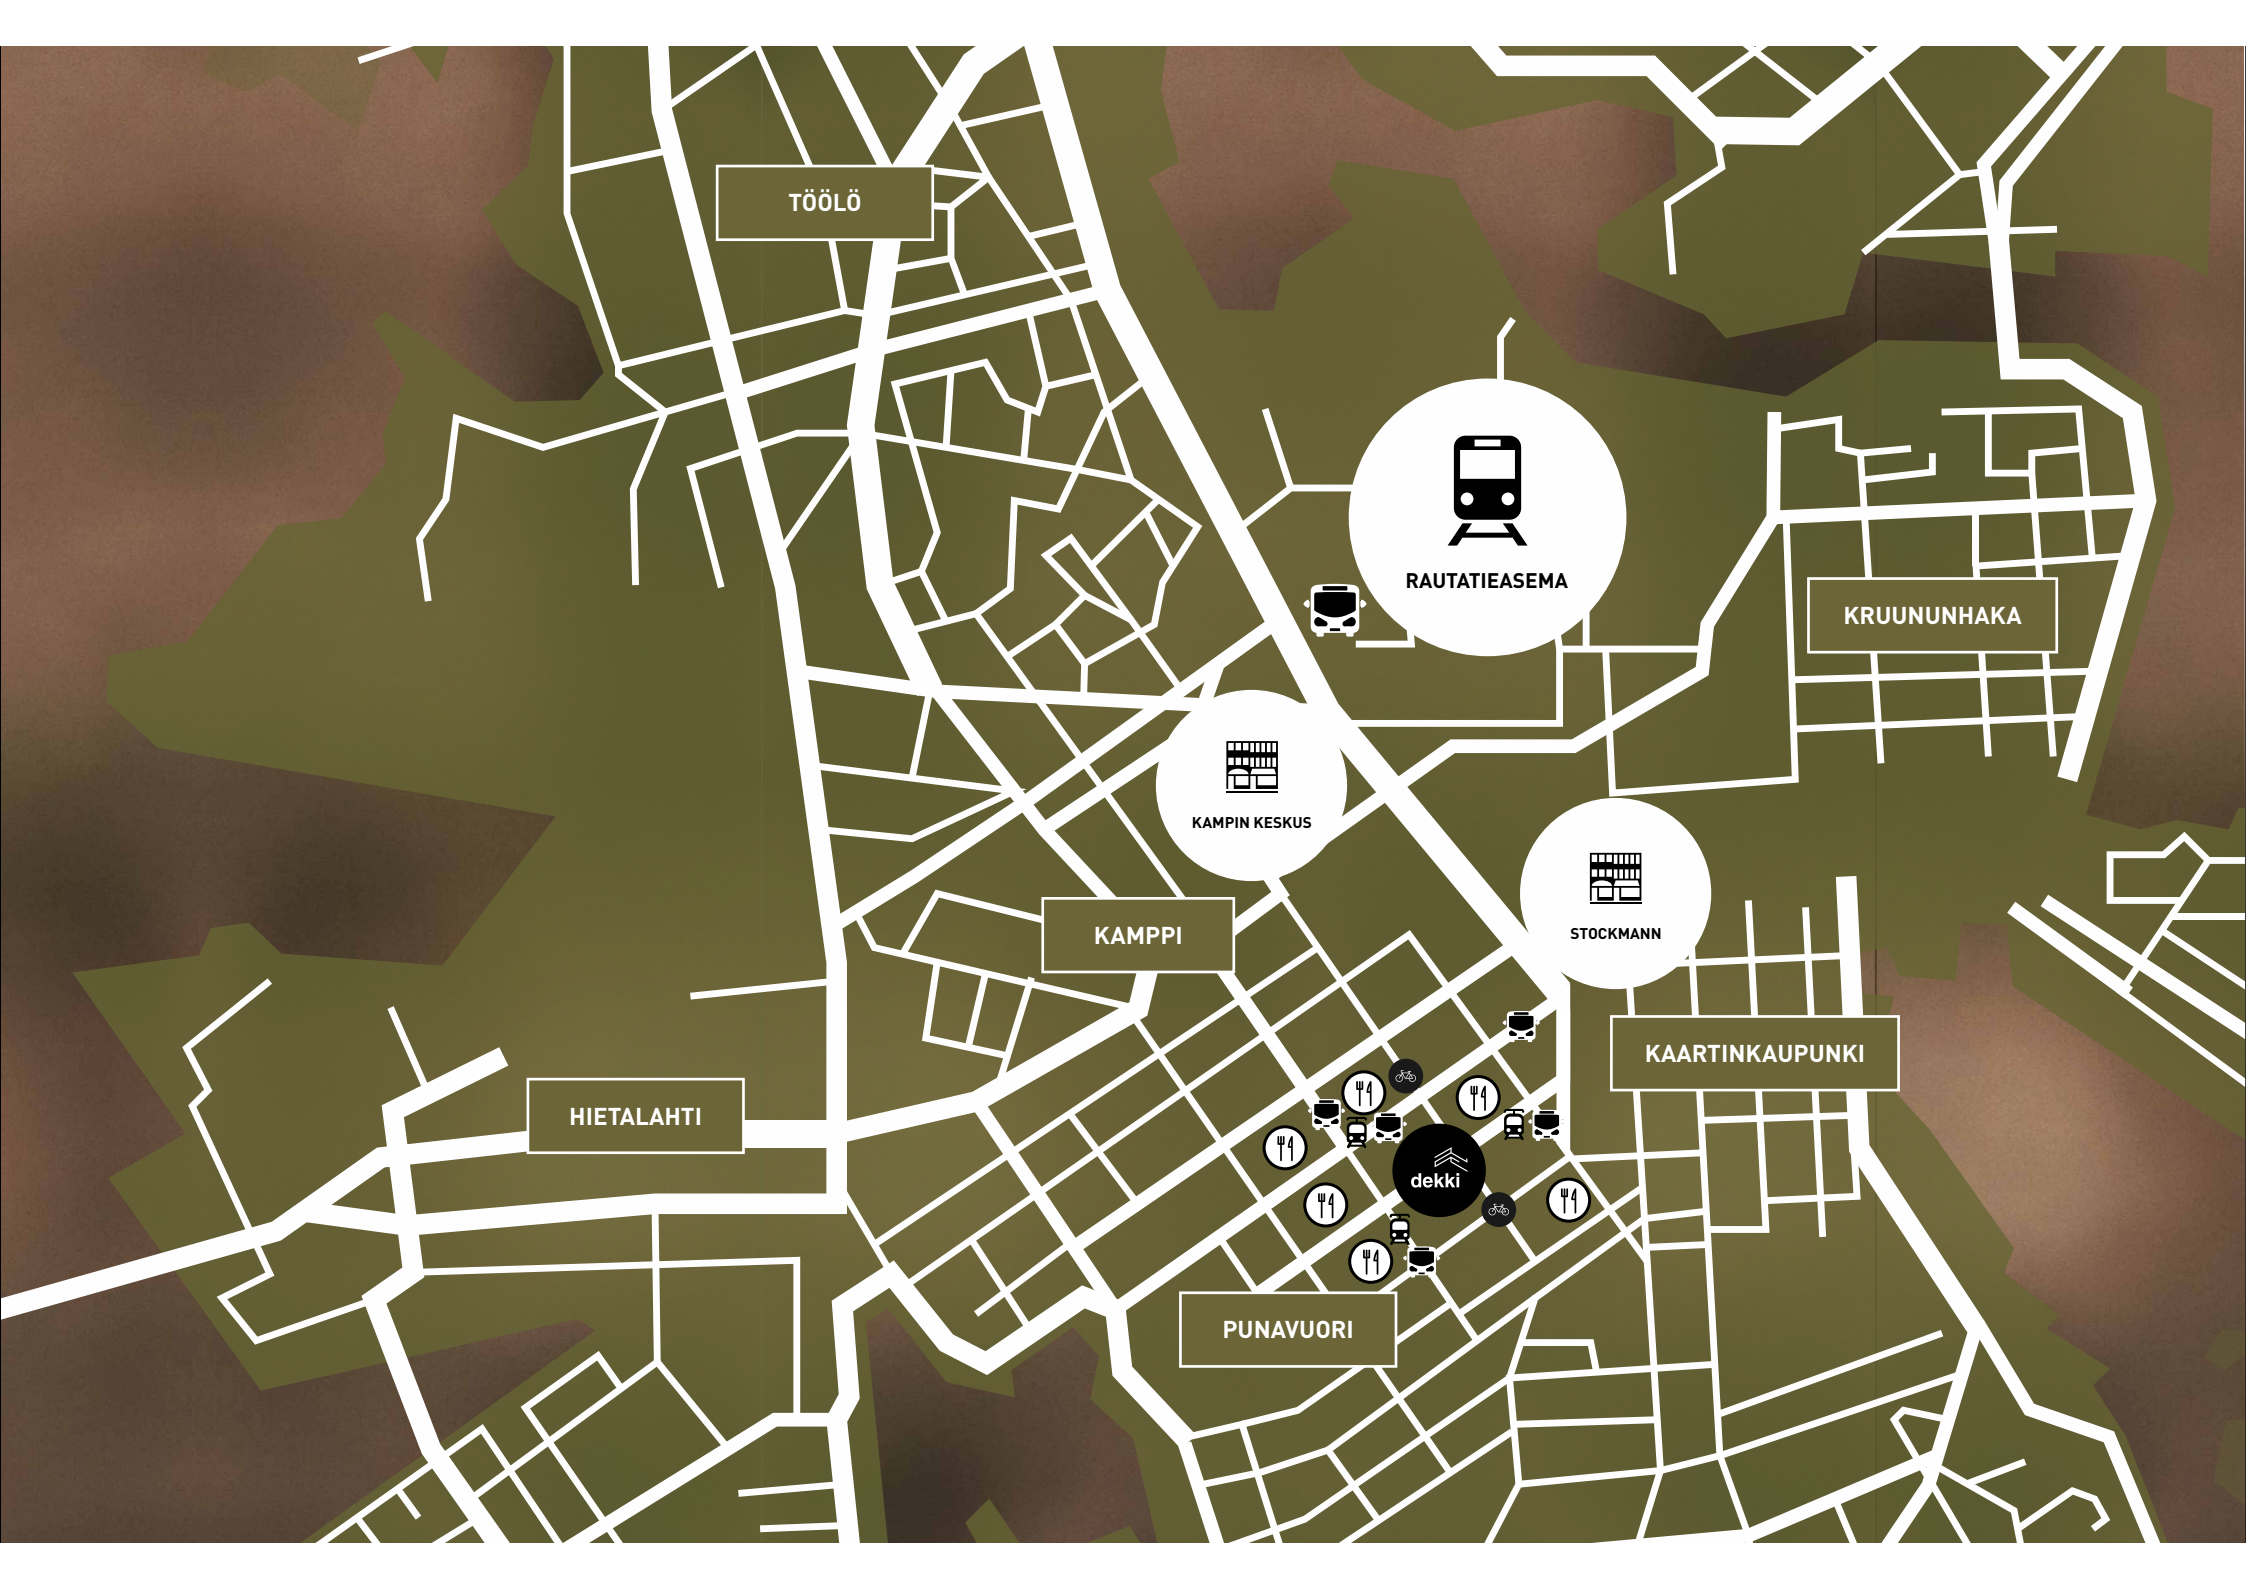 TÖÖLÖ
RAUTATIEASEMA
KRUUNUNHAKA
KAMPIN KESKUS
STOCKMANN
KAMPPI
KAARTINKAUPUNKI
HIETALAHTI
dekki
PUNAVUORI